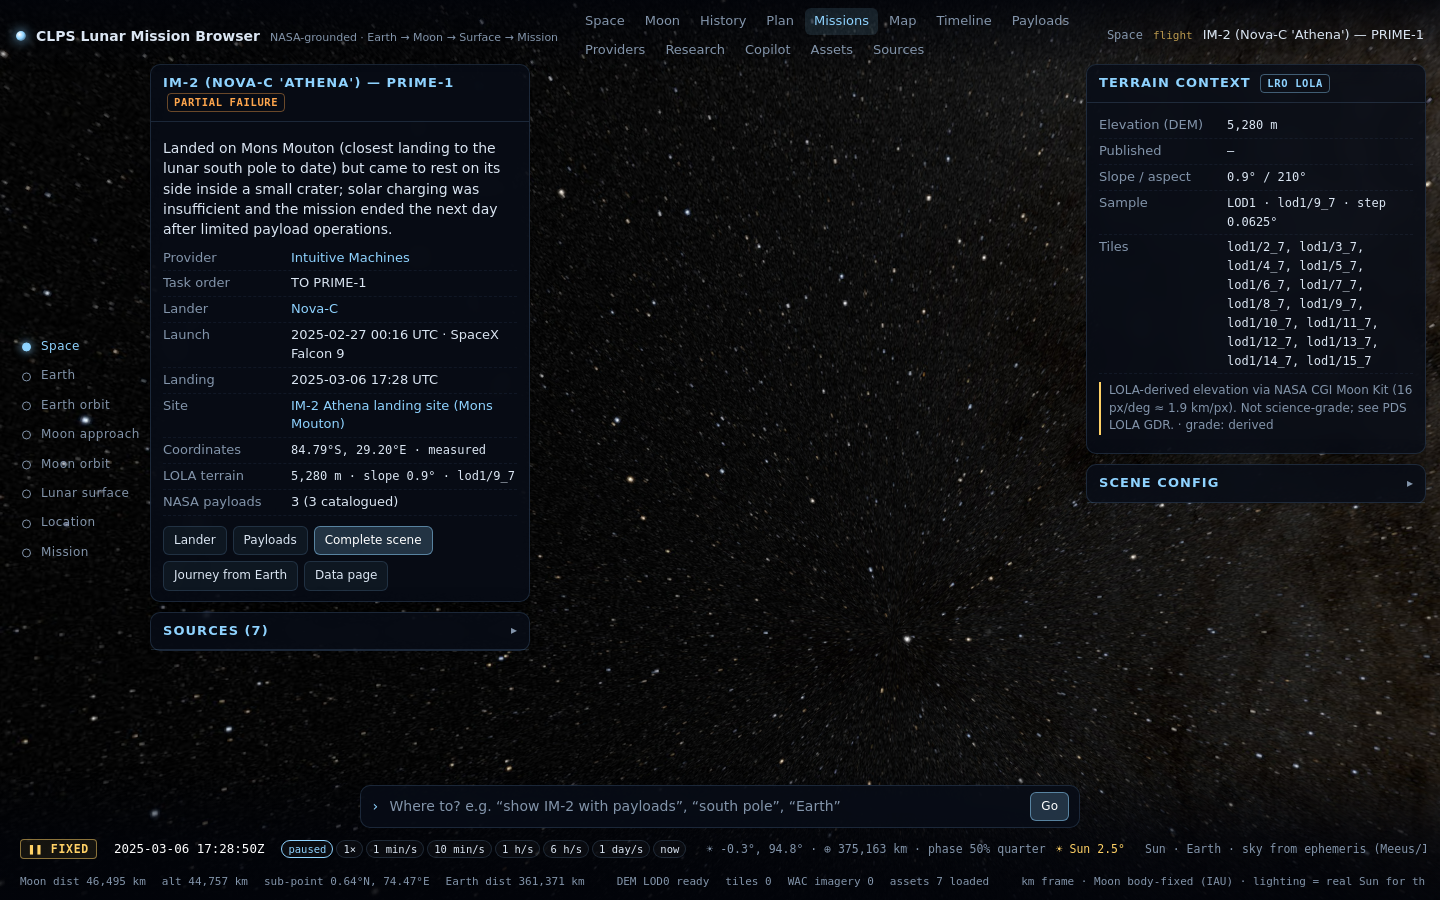 CLPS Lunar Mission Browser NASA-grounded · Earth → Moon → Surface → Mission
Space Moon History Plan Missions Map Timeline Payloads
Providers Research Copilot Assets Sources
Space flight IM-2 (Nova-C 'Athena') — PRIME-1
IM-2 (NOVA-C 'ATHENA') — PRIME-1
PARTIAL FAILURE
Landed on Mons Mouton (closest landing to the
lunar south pole to date) but came to rest on its
side inside a small crater; solar charging was
insufficient and the mission ended the next day
after limited payload operations.
Provider Intuitive Machines
Task order TO PRIME-1
Lander Nova-C
Launch 2025-02-27 00:16 UTC · SpaceX
Falcon 9
Landing 2025-03-06 17:28 UTC
Site IM-2 Athena landing site (Mons
Mouton)
Coordinates 84.79°S, 29.20°E · measured
LOLA terrain 5,280 m · slope 0.9° · lod1/9_7
NASA payloads 3 (3 catalogued)
Lander Payloads Complete scene
Journey from Earth Data page
SOURCES (7) ▸
Space
Earth
Earth orbit
Moon approach
Moon orbit
Lunar surface
Location
Mission
TERRAIN CONTEXT LRO LOLA
Elevation (DEM) 5,280 m
Published —
Slope / aspect 0.9° / 210°
Sample LOD1 · lod1/9_7 · step
0.0625°
Tiles lod1/2_7, lod1/3_7,
lod1/4_7, lod1/5_7,
lod1/6_7, lod1/7_7,
lod1/8_7, lod1/9_7,
lod1/10_7, lod1/11_7,
lod1/12_7, lod1/13_7,
lod1/14_7, lod1/15_7
LOLA-derived elevation via NASA CGI Moon Kit (16
px/deg ≈ 1.9 km/px). Not science-grade; see PDS
LOLA GDR. · grade: derived
SCENE CONFIG ▸
› Where to? e.g. “show IM-2 with payloads”, “south pole”, “Earth” Go
❚❚ FIXED 2025-03-06 17:28:50Z paused 1× 1 min/s 10 min/s 1 h/s 6 h/s 1 day/s now ☀ -0.3°, 94.8° · ⊕ 375,163 km · phase 50% quarter ☀ Sun 2.5° Sun · Earth · sky from ephemeris (Meeus/
Moon dist 46,495 km alt 44,757 km sub-point 0.64°N, 74.47°E Earth dist 361,371 km DEM LOD0 ready tiles 0 WAC imagery 0 assets 7 loaded km frame · Moon body-fixed (IAU) · lighting = real Sun for th